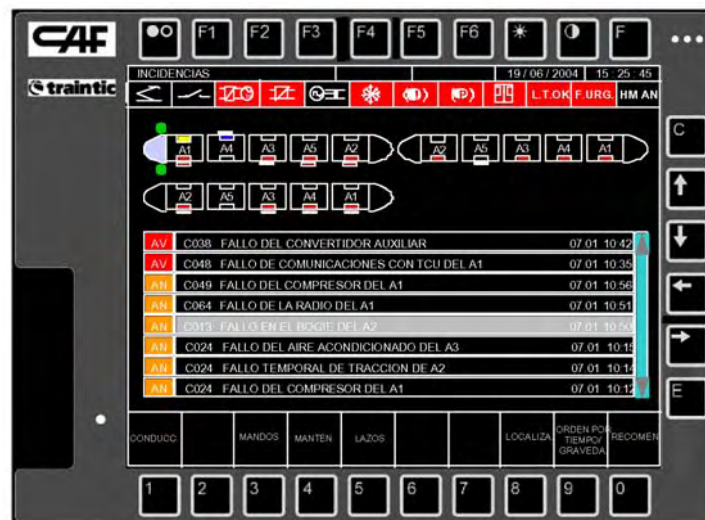 CAF
traintic
F1 F2 F3 F4 F5 F6 F
INCIDENCIAS 19/06/2004 15:25:45
L.T.OK F.URG. HM AN
A1 A4 A3 A5 A2 A2 A5 A3 A4 A1
A2 A5 A3 A4 A1
AV C038 FALLO DEL CONVERTIDOR AUXILIAR 07.01 10:42
AV C048 FALLO DE COMUNICACIONES CON TCU DEL A1 07.01 10:35
AN C049 FALLO DEL COMPRESOR DEL A1 07.01 10:56
AN C064 FALLO DE LA RADIO DEL A1 07.01 10:51
AN C013 FALLO EN EL BOGIE DEL A2 07.01 10:50
AN C024 FALLO DEL AIRE ACONDICIONADO DEL A3 07.01 10:15
AN C024 FALLO TEMPORAL DE TRACCION DE A2 07.01 10:14
AN C024 FALLO DEL COMPRESOR DEL A1 07.01 10:12
CONDUCC MANDOS MANTEN LAZOS LOCALIZA. ORDEN POR
TIEMPO/
GRAVEDA. RECOMEN
1 2 3 4 5 6 7 8 9 0
C
E